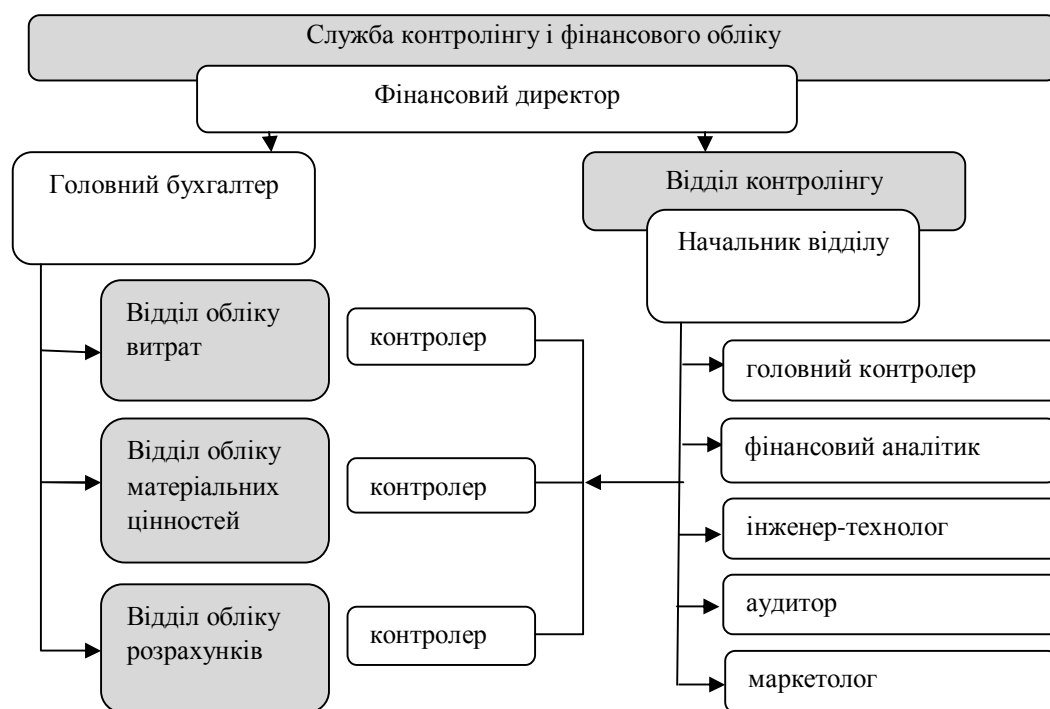 Служба контролінгу і фінансового обліку
Фінансовий директор
Головний бухгалтер
Відділ контролінгу
Начальник відділу
Відділ обліку
витрат
контролер
головний контролер
фінансовий аналітик
Відділ обліку
матеріальних
цінностей
контролер
інженер-технолог
аудитор
Відділ обліку
розрахунків
контролер
маркетолог